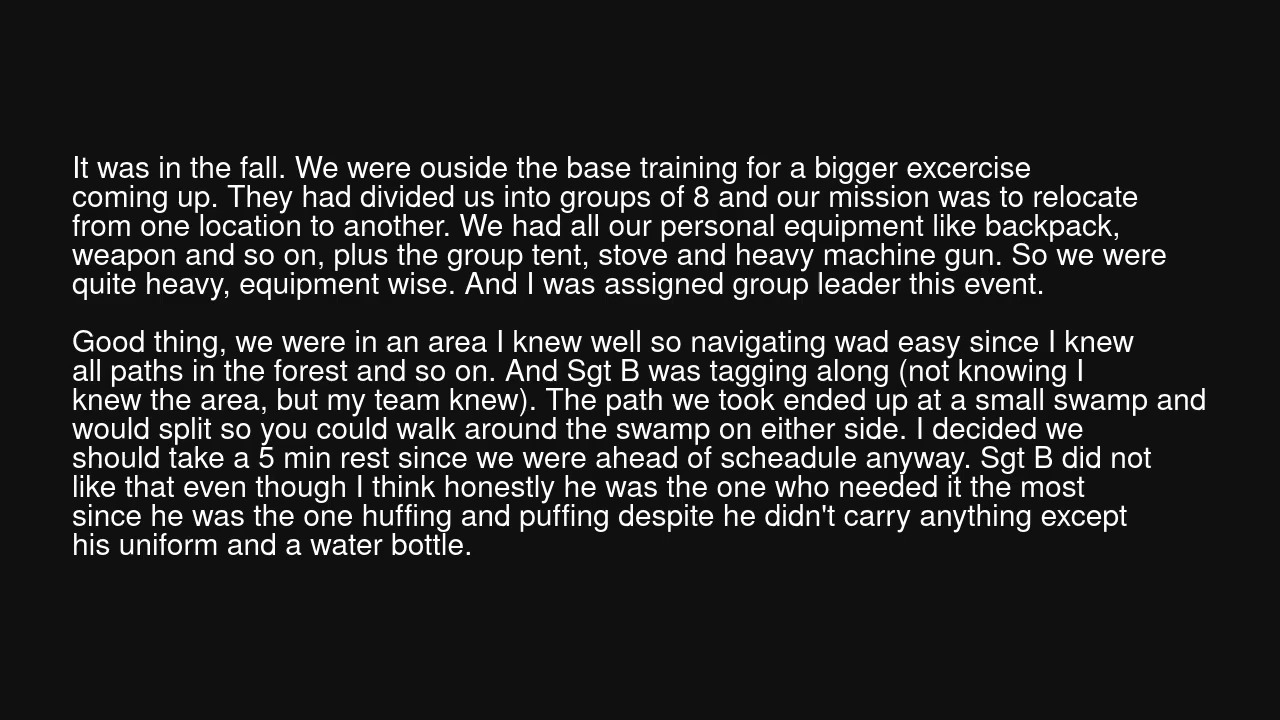 It was in the fall. We were ouside the base training for a bigger excercise
coming up. They had divided us into groups of 8 and our mission was to relocate
from one location to another. We had all our personal equipment like backpack,
weapon and so on, plus the group tent, stove and heavy machine gun. So we were
quite heavy, equipment wise. And I was assigned group leader this event.

Good thing, we were in an area I knew well so navigating wad easy since I knew
all paths in the forest and so on. And Sgt B was tagging along (not knowing I
knew the area, but my team knew). The path we took ended up at a small swamp and
would split so you could walk around the swamp on either side. I decided we
should take a 5 min rest since we were ahead of scheadule anyway. Sgt B did not
like that even though I think honestly he was the one who needed it the most
since he was the one huffing and puffing despite he didn't carry anything except
his uniform and a water bottle.